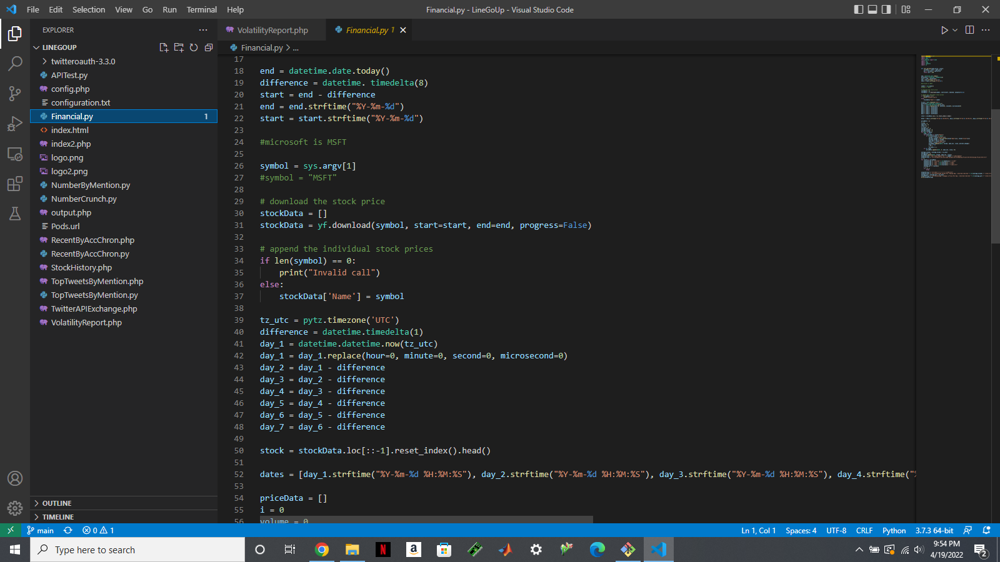 File Edit Selection View Go Run Terminal Help
Financial.py - LineGoUp - Visual Studio Code
EXPLORER
LINEGOUP
twitteroauth-3.3.0
APITest.py
config.php
configuration.txt
Financial.py 1
index.html
index2.php
logo.png
logo2.png
NumberByMention.py
NumberCrunch.py
output.php
Pods.url
RecentByAccChron.php
RecentByAccChron.py
StockHistory.php
TopTweetsByMention.php
TopTweetsByMention.py
TwitterAPIExchange.php
VolatilityReport.php
OUTLINE
TIMELINE
VolatilityReport.php
Financial.py 1
Financial.py > ...
17
18 end = datetime.date.today()
19 difference = datetime. timedelta(8)
20 start = end - difference
21 end = end.strftime("%Y-%m-%d")
22 start = start.strftime("%Y-%m-%d")
23
24 #microsoft is MSFT
25
26 symbol = sys.argv[1]
27 #symbol = "MSFT"
28
29 # download the stock price
30 stockData = []
31 stockData = yf.download(symbol, start=start, end=end, progress=False)
32
33 # append the individual stock prices
34 if len(symbol) == 0:
35 print("Invalid call")
36 else:
37 stockData['Name'] = symbol
38
39 tz_utc = pytz.timezone('UTC')
40 difference = datetime.timedelta(1)
41 day_1 = datetime.datetime.now(tz_utc)
42 day_1 = day_1.replace(hour=0, minute=0, second=0, microsecond=0)
43 day_2 = day_1 - difference
44 day_3 = day_2 - difference
45 day_4 = day_3 - difference
46 day_5 = day_4 - difference
47 day_6 = day_5 - difference
48 day_7 = day_6 - difference
49
50 stock = stockData.loc[::-1].reset_index().head()
51
52 dates = [day_1.strftime("%Y-%m-%d %H:%M:%S"), day_2.strftime("%Y-%m-%d %H:%M:%S"), day_3.strftime("%Y-%m-%d %H:%M:%S"), day_4.strftime("%
53
54 priceData = []
55 i = 0
56 volume = 0
main 0 1
Ln 1, Col 1 Spaces: 4 UTF-8 CRLF Python 3.7.3 64-bit
Type here to search
9:54 PM
4/19/2022
2